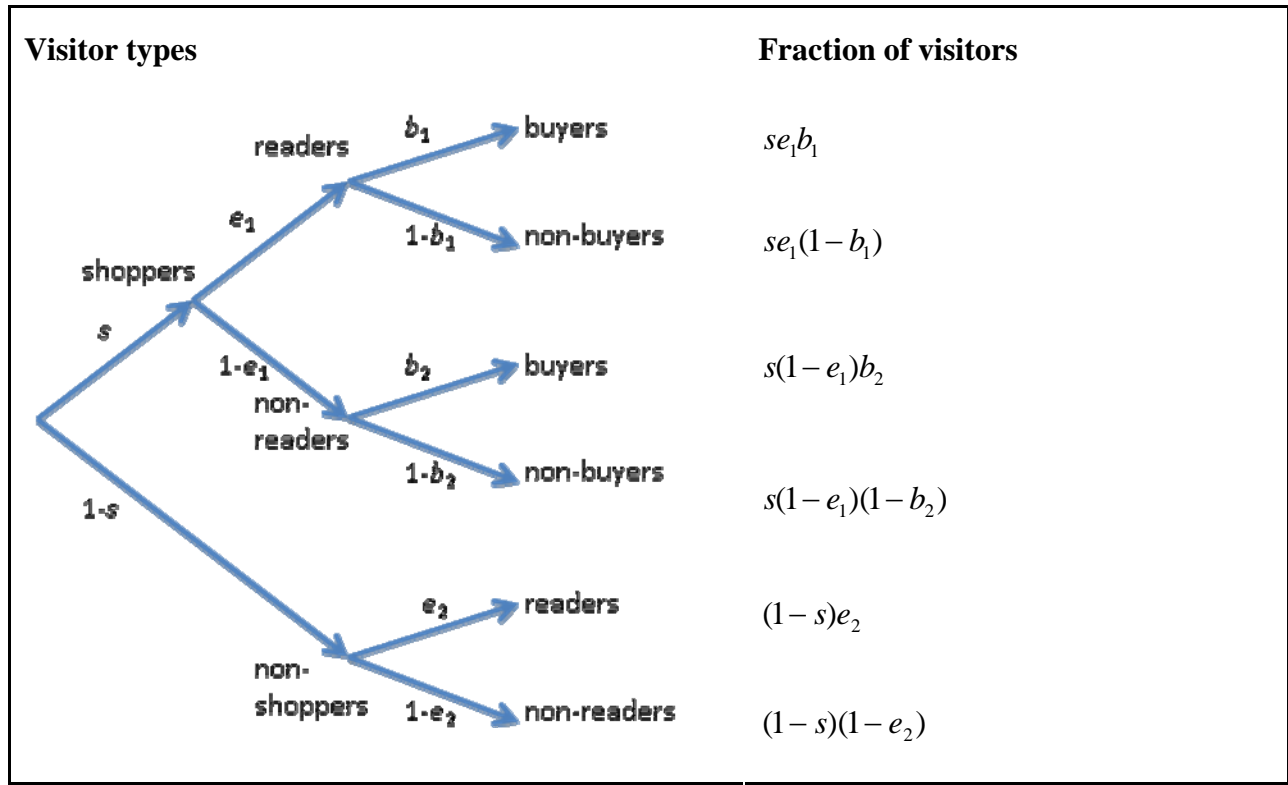 Visitor types Fraction of visitors
b₁ buyers se₁b₁
readers
e₁
1-b₁ non-buyers se₁(1−b₁)
shoppers
s
1-e₁ b₂ buyers s(1−e₁)b₂
non-
readers
1-b₂ non-buyers s(1−e₁)(1−b₂)
1-s
e₂ readers (1−s)e₂
non-
shoppers 1-e₂ non-readers (1−s)(1−e₂)